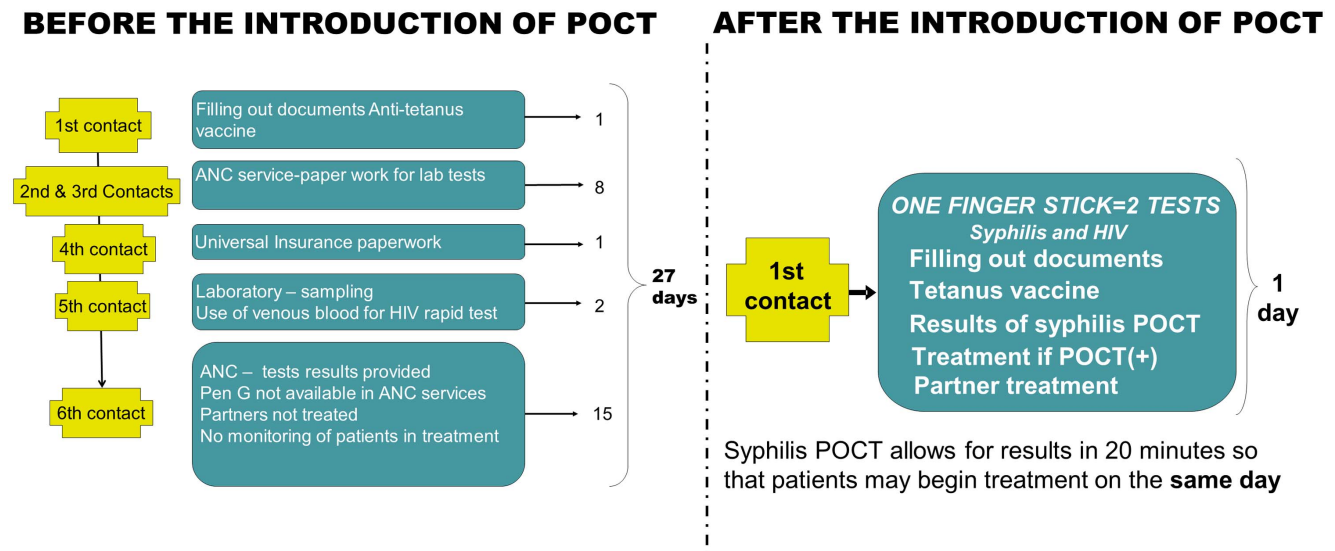 BEFORE THE INTRODUCTION OF POCT
1st contact
Filling out documents Anti-tetanus
vaccine
1
2nd & 3rd Contacts
ANC service-paper work for lab tests
8
4th contact
Universal Insurance paperwork
1
5th contact
Laboratory – sampling
Use of venous blood for HIV rapid test
2
6th contact
ANC – tests results provided
Pen G not available in ANC services
Partners not treated
No monitoring of patients in treatment
15
27
days
AFTER THE INTRODUCTION OF POCT
1st
contact
ONE FINGER STICK=2 TESTS
Syphilis and HIV
Filling out documents
Tetanus vaccine
Results of syphilis POCT
Treatment if POCT(+)
Partner treatment
1
day
Syphilis POCT allows for results in 20 minutes so
that patients may begin treatment on the same day